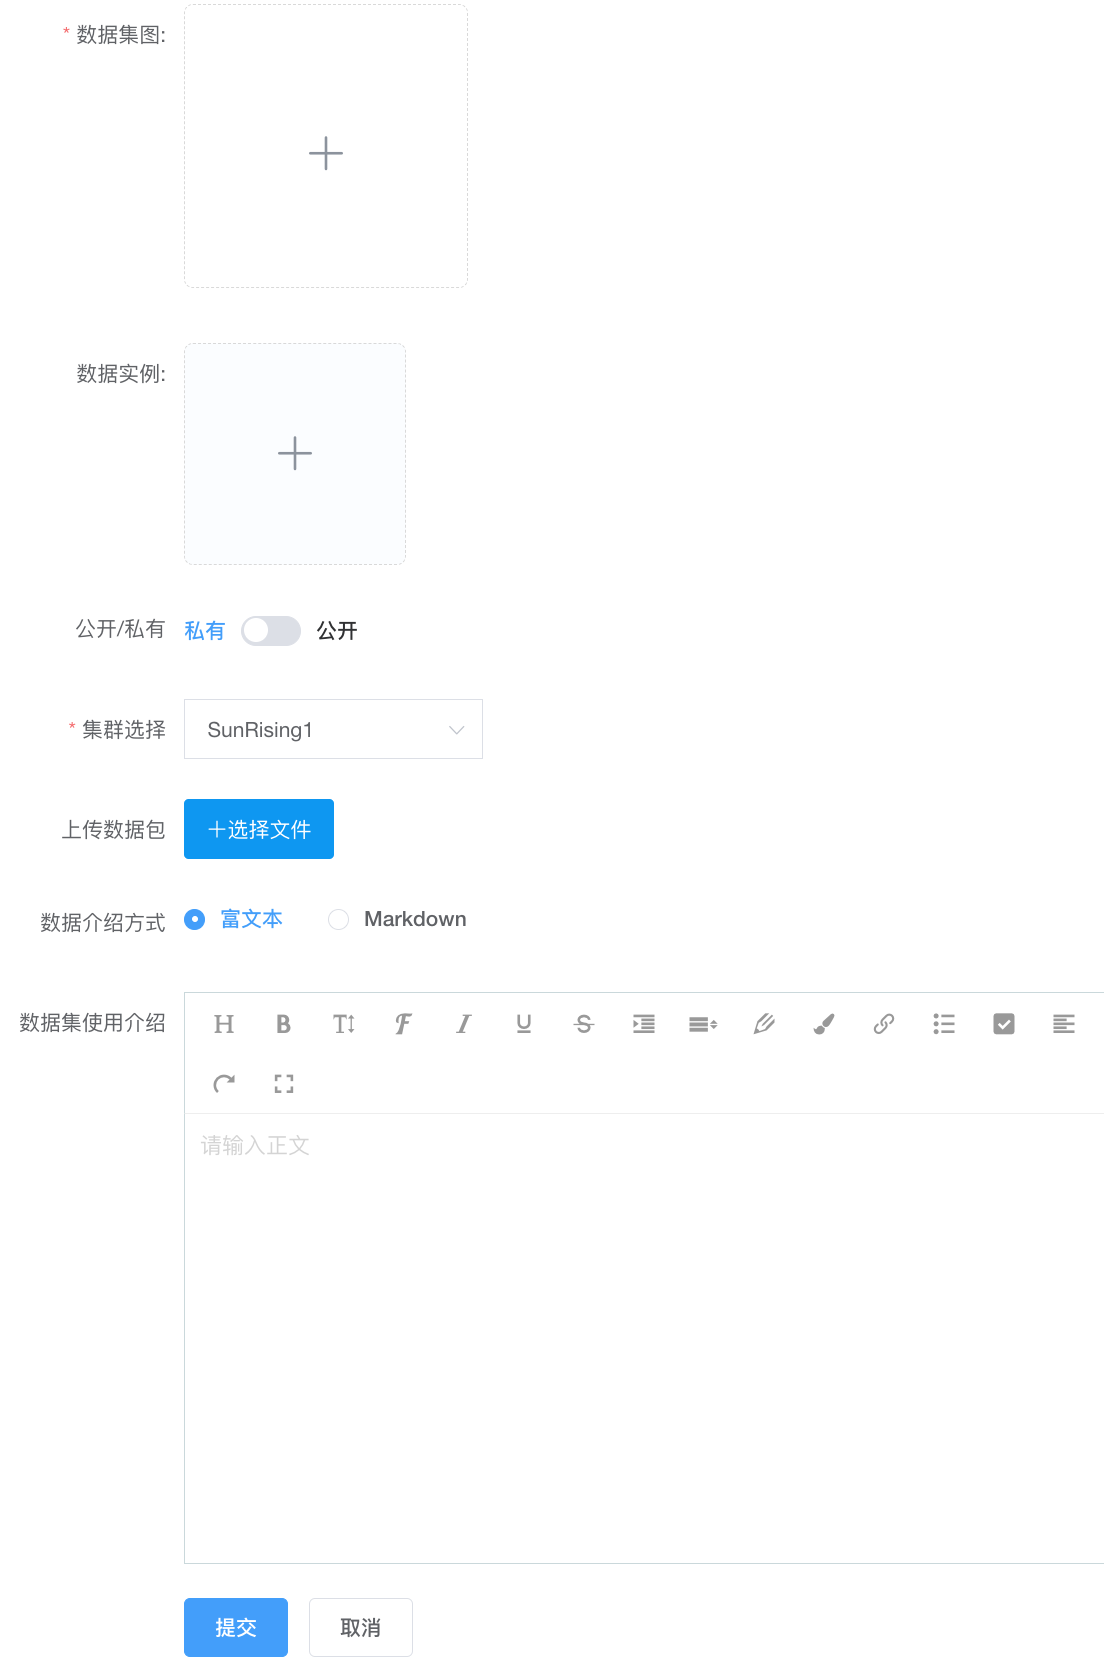 * 数据集图:
数据实例:
公开/私有 私有 公开
* 集群选择 SunRising1
上传数据包 +选择文件
数据介绍方式 富文本 Markdown
数据集使用介绍
请输入正文
提交 取消